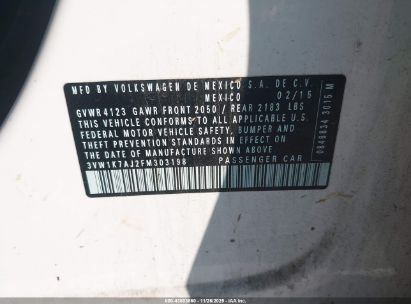 MFD BY VOLKSWAGEN DE MEXICO S.A. DE C.V.
MEXICO 02/15
GVWR 4123 GAWR FRONT 2050 / REAR 2183 LBS
THIS VEHICLE CONFORMS TO ALL APPLICABLE U.S.
FEDERAL MOTOR VEHICLE SAFETY, BUMPER AND
THEFT PREVENTION STANDARDS IN EFFECT ON
THE DATE OF MANUFACTURE SHOWN ABOVE
3VW1K7AJ2FM303198 PASSENGER CAR